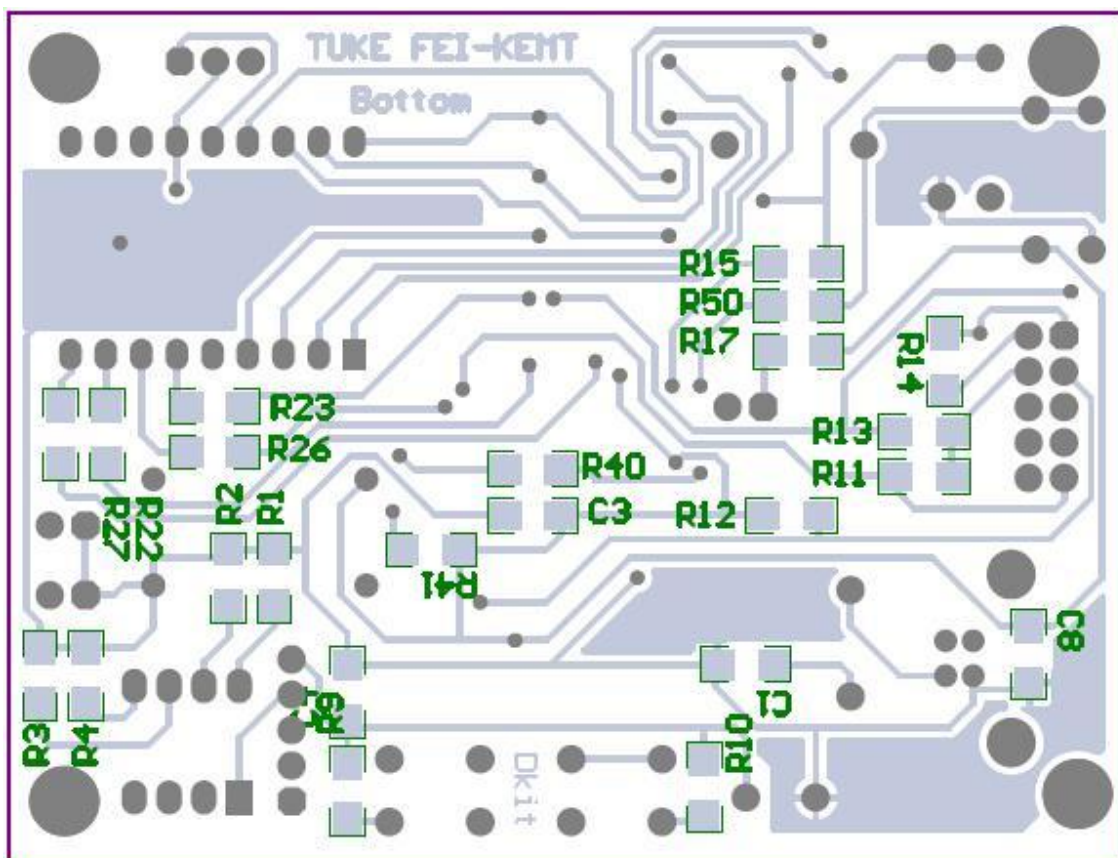 TUKE FEI-KEMT
Bottom
R15
R50
R17
R14
R23
R26
R13
R11
R40
C3
R12
R27
R22
R2
R1
R41
C8
C1
R3
R4
R9
R10
Dkit